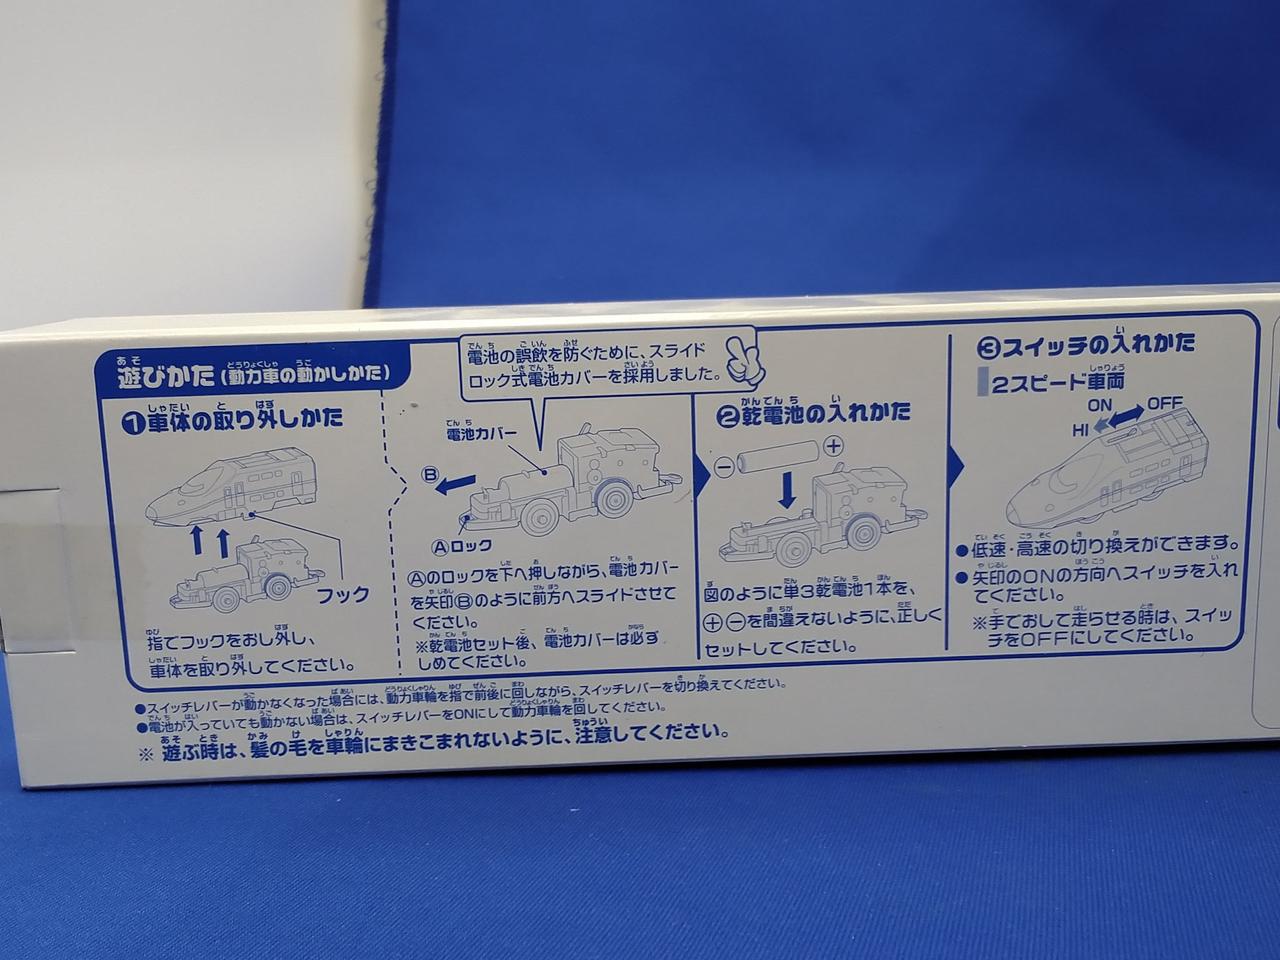 遊びかた(動力車の動かしかた)
❶車体の取り外しかた
フック
指でフックをおし外し、
車体を取り外してください。
電池の誤飲を防ぐために、スライド
ロック式電池カバーを採用しました。
電池カバー
Ⓑ
Ⓐロック
Ⓐのロックを下へ押しながら、電池カバー
を矢印Ⓑのように前方へスライドさせて
ください。
※乾電池セット後、電池カバーは必ず
しめてください。
❷乾電池の入れかた
⊖ ⊕
図のように単3乾電池1本を、
⊕⊖を間違えないように、正しく
セットしてください。
❸スイッチの入れかた
2スピード車両
ON OFF
HI
●低速・高速の切り換えができます。
●矢印のONの方向へスイッチを入れ
てください。
※手でおして走らせる時は、スイッ
チをOFFにしてください。
●スイッチレバーが動かなくなった場合には、動力車輪を指で前後に回しながら、スイッチレバーを切り換えてください。
●電池が入っていても動かない場合は、スイッチレバーをONにして動力車輪を回してください。
※ 遊ぶ時は、髪の毛を車輪にまきこまれないように、注意してください。